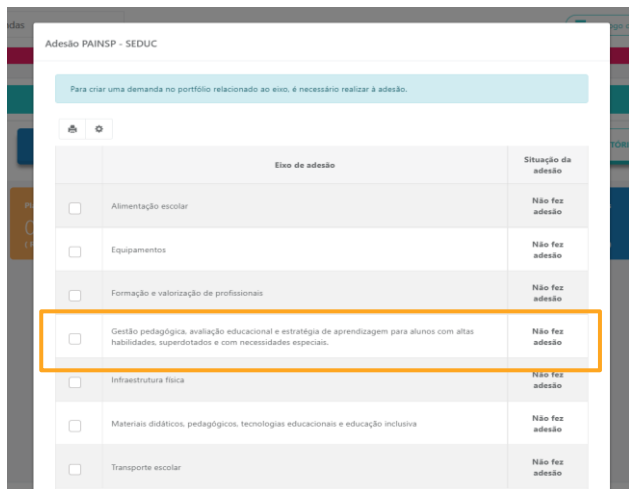 Adesão PAINSP - SEDUC
Para criar uma demanda no portfólio relacionado ao eixo, é necessário realizar à adesão.
Eixo de adesão
Situação da
adesão
Alimentação escolar
Não fez
adesão
Equipamentos
Não fez
adesão
Formação e valorização de profissionais
Não fez
adesão
Gestão pedagógica, avaliação educacional e estratégia de aprendizagem para alunos com altas
habilidades, superdotados e com necessidades especiais.
Não fez
adesão
Infraestrutura física
Não fez
adesão
Materiais didáticos, pedagógicos, tecnologias educacionais e educação inclusiva
Não fez
adesão
Transporte escolar
Não fez
adesão